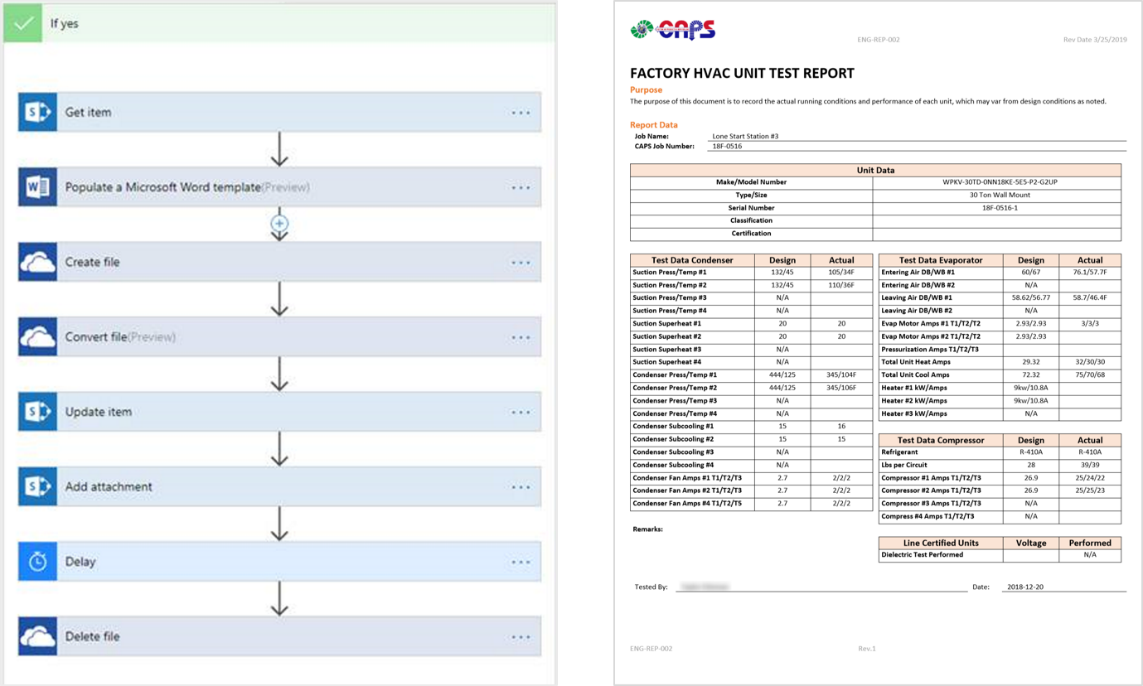 If yes
Get item
Populate a Microsoft Word template(Preview)
Create file
Convert file(Preview)
Update item
Add attachment
Delay
Delete file
CAPS
ENG-REP-002 Rev Date 3/25/2019
FACTORY HVAC UNIT TEST REPORT
Purpose
The purpose of this document is to record the actual running conditions and performance of each unit, which may var from design conditions as noted.
Report Data
Job Name: Lone Start Station #3
CAPS Job Number: 18F-0516
Unit Data
Make/Model Number WPKV-30TD-0NN18KE-5E5-P2-G2UP
Type/Size 30 Ton Wall Mount
Serial Number 18F-0516-1
Classification
Certification
Test Data Condenser Design Actual
Suction Press/Temp #1 132/45 105/34F
Suction Press/Temp #2 132/45 110/36F
Suction Press/Temp #3 N/A
Suction Press/Temp #4 N/A
Suction Superheat #1 20 20
Suction Superheat #2 20 20
Suction Superheat #3 N/A
Suction Superheat #4 N/A
Condenser Press/Temp #1 444/125 345/104F
Condenser Press/Temp #2 444/125 345/106F
Condenser Press/Temp #3 N/A
Condenser Press/Temp #4 N/A
Condenser Subcooling #1 15 16
Condenser Subcooling #2 15 15
Condenser Subcooling #3 N/A
Condenser Subcooling #4 N/A
Condenser Fan Amps #1 T1/T2/T3 2.7 2/2/2
Condenser Fan Amps #2 T1/T2/T3 2.7 2/2/2
Condenser Fan Amps #4 T1/T2/T5 2.7 2/2/2
Test Data Evaporator Design Actual
Entering Air DB/WB #1 60/67 76.1/57.7F
Entering Air DB/WB #2 N/A
Leaving Air DB/WB #1 58.62/56.77 58.7/46.4F
Leaving Air DB/WB #2 N/A
Evap Motor Amps #1 T1/T2/T2 2.93/2.93 3/3/3
Evap Motor Amps #2 T1/T2/T2 2.93/2.93
Pressurization Amps T1/T2/T3
Total Unit Heat Amps 29.32 32/30/30
Total Unit Cool Amps 72.32 75/70/68
Heater #1 kW/Amps 9kw/10.8A
Heater #2 kW/Amps 9kw/10.8A
Heater #3 kW/Amps N/A
Test Data Compressor Design Actual
Refrigerant R-410A R-410A
Lbs per Circuit 28 39/39
Compressor #1 Amps T1/T2/T3 26.9 25/24/22
Compressor #2 Amps T1/T2/T3 26.9 25/25/23
Compressor #3 Amps T1/T2/T3 N/A
Compress #4 Amps T1/T2/T3 N/A
Remarks:
Line Certified Units Voltage Performed
Dielectric Test Performed N/A
Tested By: Date: 2018-12-20
ENG-REP-002 Rev.1